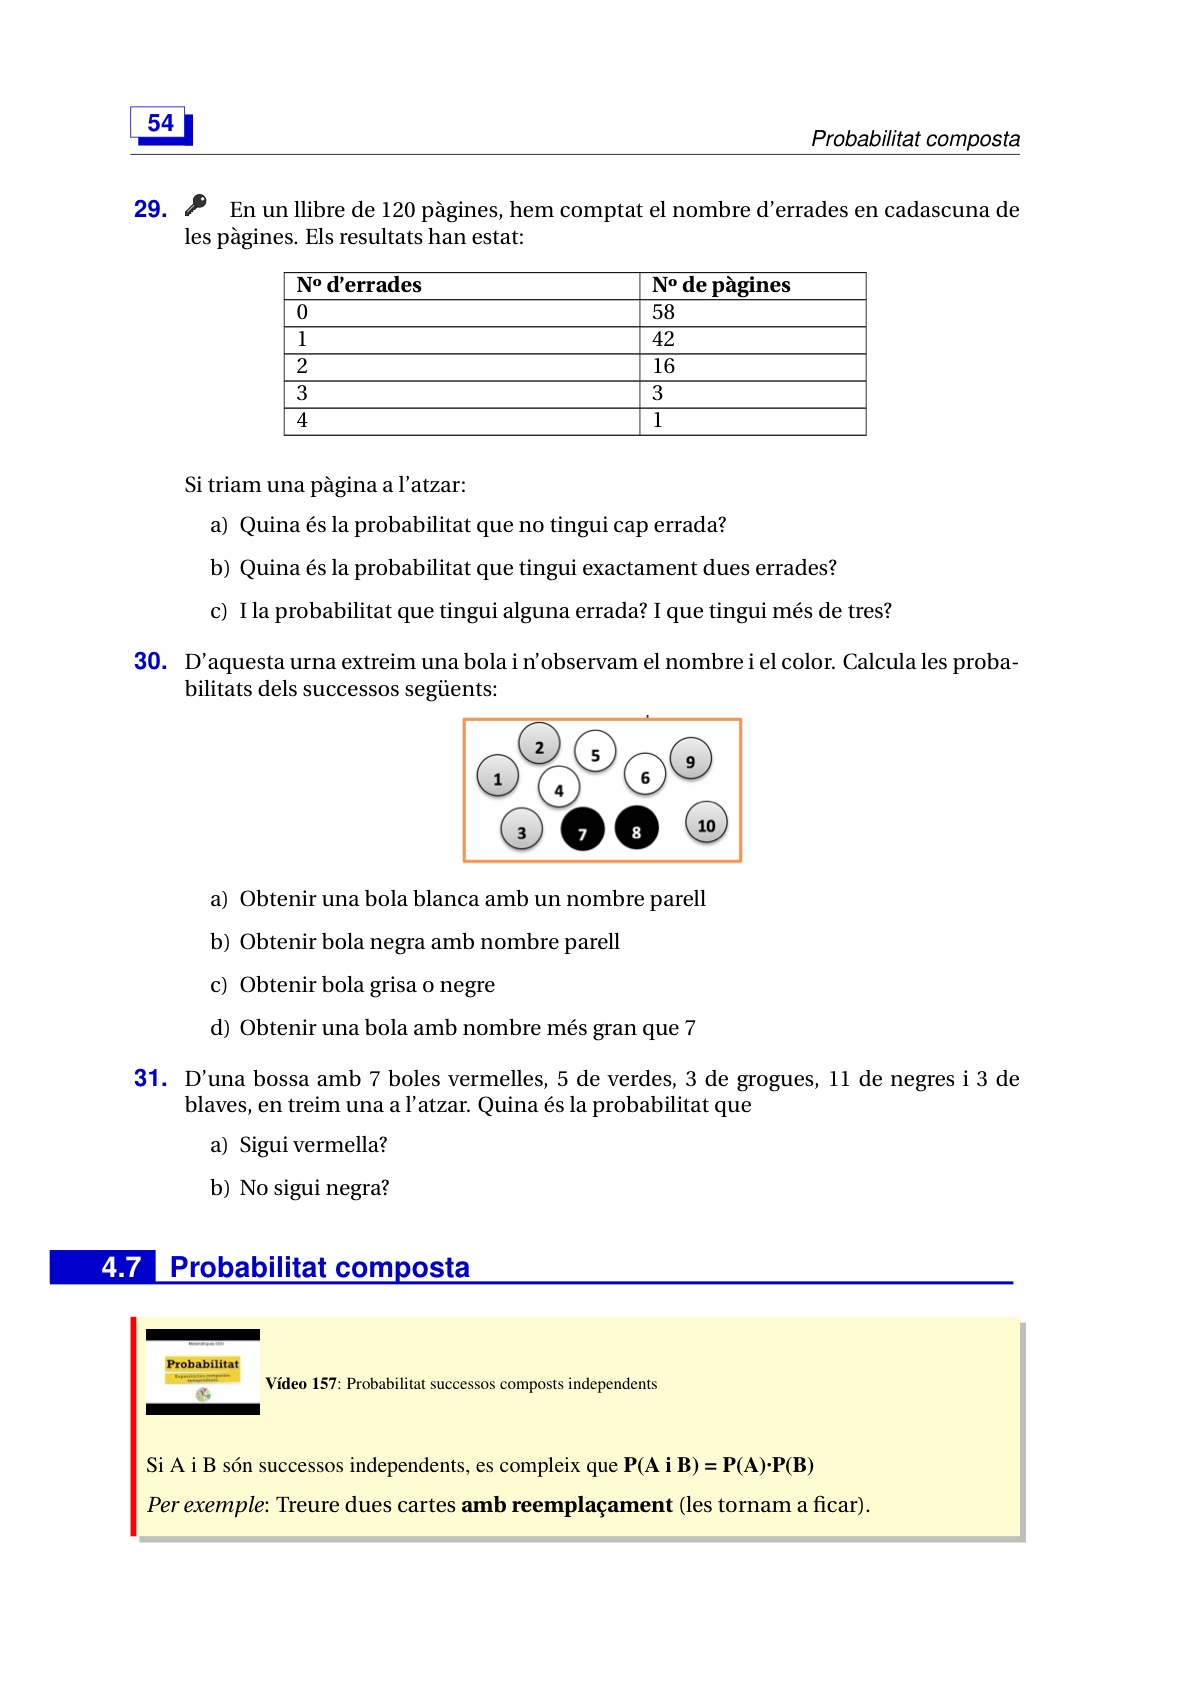 54
Probabilitat composta
29. En un llibre de 120 pàgines, hem comptat el nombre d'errades en cadascuna de
les pàgines. Els resultats han estat:
Nº d'errades Nº de pàgines
0 58
1 42
2 16
3 3
4 1
Si triam una pàgina a l'atzar:
a) Quina és la probabilitat que no tingui cap errada?
b) Quina és la probabilitat que tingui exactament dues errades?
c) I la probabilitat que tingui alguna errada? I que tingui més de tres?
30. D'aquesta urna extreim una bola i n'observam el nombre i el color. Calcula les proba-
bilitats dels successos següents:
2 5 9
1 4 6
3 7 8 10
a) Obtenir una bola blanca amb un nombre parell
b) Obtenir bola negra amb nombre parell
c) Obtenir bola grisa o negre
d) Obtenir una bola amb nombre més gran que 7
31. D'una bossa amb 7 boles vermelles, 5 de verdes, 3 de grogues, 11 de negres i 3 de
blaves, en treim una a l'atzar. Quina és la probabilitat que
a) Sigui vermella?
b) No sigui negra?
4.7 Probabilitat composta
Probabilitat
Vídeo 157: Probabilitat successos composts independents
Si A i B són successos independents, es compleix que P(A i B) = P(A)·P(B)
Per exemple: Treure dues cartes amb reemplaçament (les tornam a ficar).